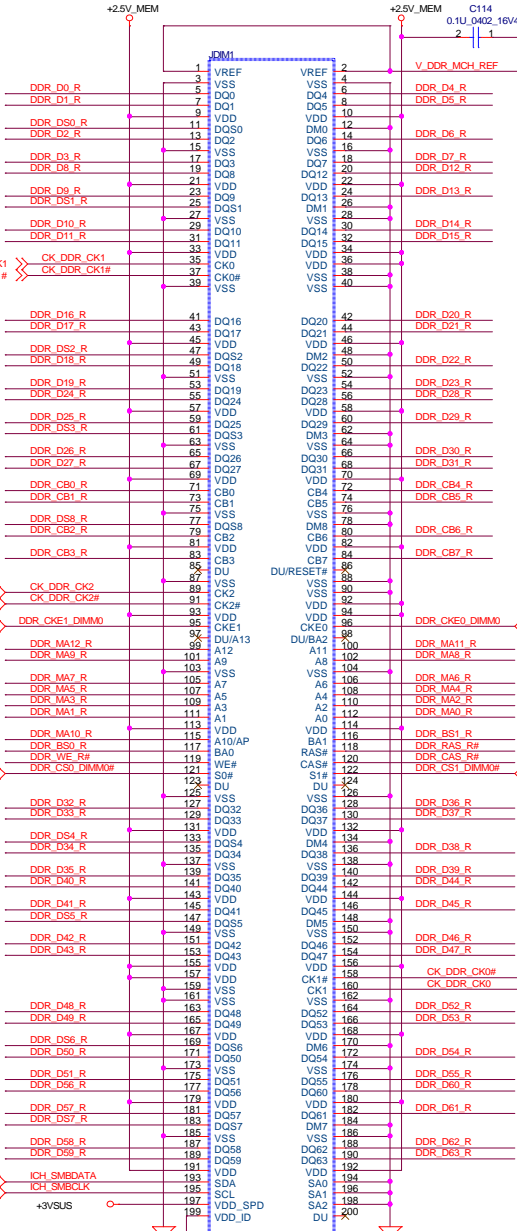 +2.5V_MEM +2.5V_MEM C114
0.1U_0402_16V4
2 1
JDIM1
1 VREF VREF 2 V_DDR_MCH_REF
3 VSS VSS 4
DDR_D0_R 5 DQ0 DQ4 6 DDR_D4_R
DDR_D1_R 7 DQ1 DQ5 8 DDR_D5_R
9 VDD VDD 10
DDR_DS0_R 11 DQS0 DM0 12
DDR_D2_R 13 DQ2 DQ6 14 DDR_D6_R
15 VSS VSS 16
DDR_D3_R 17 DQ3 DQ7 18 DDR_D7_R
DDR_D8_R 19 DQ8 DQ12 20 DDR_D12_R
21 VDD VDD 22
DDR_D9_R 23 DQ9 DQ13 24 DDR_D13_R
DDR_DS1_R 25 DQS1 DM1 26
27 VSS VSS 28
DDR_D10_R 29 DQ10 DQ14 30 DDR_D14_R
DDR_D11_R 31 DQ11 DQ15 32 DDR_D15_R
33 VDD VDD 34
CK_DDR_CK1 35 CK0 VDD 36
CK_DDR_CK1# 37 CK0# VSS 38
39 VSS VSS 40
DDR_D16_R 41 DQ16 DQ20 42 DDR_D20_R
DDR_D17_R 43 DQ17 DQ21 44 DDR_D21_R
45 VDD VDD 46
DDR_DS2_R 47 DQS2 DM2 48
DDR_D18_R 49 DQ18 DQ22 50 DDR_D22_R
51 VSS VSS 52
DDR_D19_R 53 DQ19 DQ23 54 DDR_D23_R
DDR_D24_R 55 DQ24 DQ28 56 DDR_D28_R
57 VDD VDD 58
DDR_D25_R 59 DQ25 DQ29 60 DDR_D29_R
DDR_DS3_R 61 DQS3 DM3 62
63 VSS VSS 64
DDR_D26_R 65 DQ26 DQ30 66 DDR_D30_R
DDR_D27_R 67 DQ27 DQ31 68 DDR_D31_R
69 VDD VDD 70
DDR_CB0_R 71 CB0 CB4 72 DDR_CB4_R
DDR_CB1_R 73 CB1 CB5 74 DDR_CB5_R
75 VSS VSS 76
DDR_DS8_R 77 DQS8 DM8 78
DDR_CB2_R 79 CB2 CB6 80 DDR_CB6_R
81 VDD VDD 82
DDR_CB3_R 83 CB3 CB7 84 DDR_CB7_R
85 DU DU/RESET# 86
87 VSS VSS 88
CK_DDR_CK2 89 CK2 VSS 90
CK_DDR_CK2# 91 CK2# VDD 92
93 VDD VDD 94
DDR_CKE1_DIMM0 95 CKE1 CKE0 96 DDR_CKE0_DIMM0
97 DU/A13 DU/BA2 98
DDR_MA12_R 99 A12 A11 100 DDR_MA11_R
DDR_MA9_R 101 A9 A8 102 DDR_MA8_R
103 VSS VSS 104
DDR_MA7_R 105 A7 A6 106 DDR_MA6_R
DDR_MA5_R 107 A5 A4 108 DDR_MA4_R
DDR_MA3_R 109 A3 A2 110 DDR_MA2_R
DDR_MA1_R 111 A1 A0 112 DDR_MA0_R
113 VDD VDD 114
DDR_MA10_R 115 A10/AP BA1 116 DDR_BS1_R
DDR_BS0_R 117 BA0 RAS# 118 DDR_RAS_R#
DDR_WE_R# 119 WE# CAS# 120 DDR_CAS_R#
DDR_CS0_DIMM0# 121 S0# S1# 122 DDR_CS1_DIMM0#
123 DU DU 124
125 VSS VSS 126
DDR_D32_R 127 DQ32 DQ36 128 DDR_D36_R
DDR_D33_R 129 DQ33 DQ37 130 DDR_D37_R
131 VDD VDD 132
DDR_DS4_R 133 DQS4 DM4 134
DDR_D34_R 135 DQ34 DQ38 136 DDR_D38_R
137 VSS VSS 138
DDR_D35_R 139 DQ35 DQ39 140 DDR_D39_R
DDR_D40_R 141 DQ40 DQ44 142 DDR_D44_R
143 VDD VDD 144
DDR_D41_R 145 DQ41 DQ45 146 DDR_D45_R
DDR_DS5_R 147 DQS5 DM5 148
149 VSS VSS 150
DDR_D42_R 151 DQ42 DQ46 152 DDR_D46_R
DDR_D43_R 153 DQ43 DQ47 154 DDR_D47_R
155 VDD VDD 156
157 VDD CK1# 158 CK_DDR_CK0#
159 VSS CK1 160 CK_DDR_CK0
161 VSS VSS 162
DDR_D48_R 163 DQ48 DQ52 164 DDR_D52_R
DDR_D49_R 165 DQ49 DQ53 166 DDR_D53_R
167 VDD VDD 168
DDR_DS6_R 169 DQS6 DM6 170
DDR_D50_R 171 DQ50 DQ54 172 DDR_D54_R
173 VSS VSS 174
DDR_D51_R 175 DQ51 DQ55 176 DDR_D55_R
DDR_D56_R 177 DQ56 DQ60 178 DDR_D60_R
179 VDD VDD 180
DDR_D57_R 181 DQ57 DQ61 182 DDR_D61_R
DDR_DS7_R 183 DQS7 DM7 184
185 VSS VSS 186
DDR_D58_R 187 DQ58 DQ62 188 DDR_D62_R
DDR_D59_R 189 DQ59 DQ63 190 DDR_D63_R
191 VDD VDD 192
ICH_SMBDATA 193 SDA SA0 194
ICH_SMBCLK 195 SCL SA1 196
+3VSUS 197 VDD_SPD SA2 198
199 VDD_ID DU 200